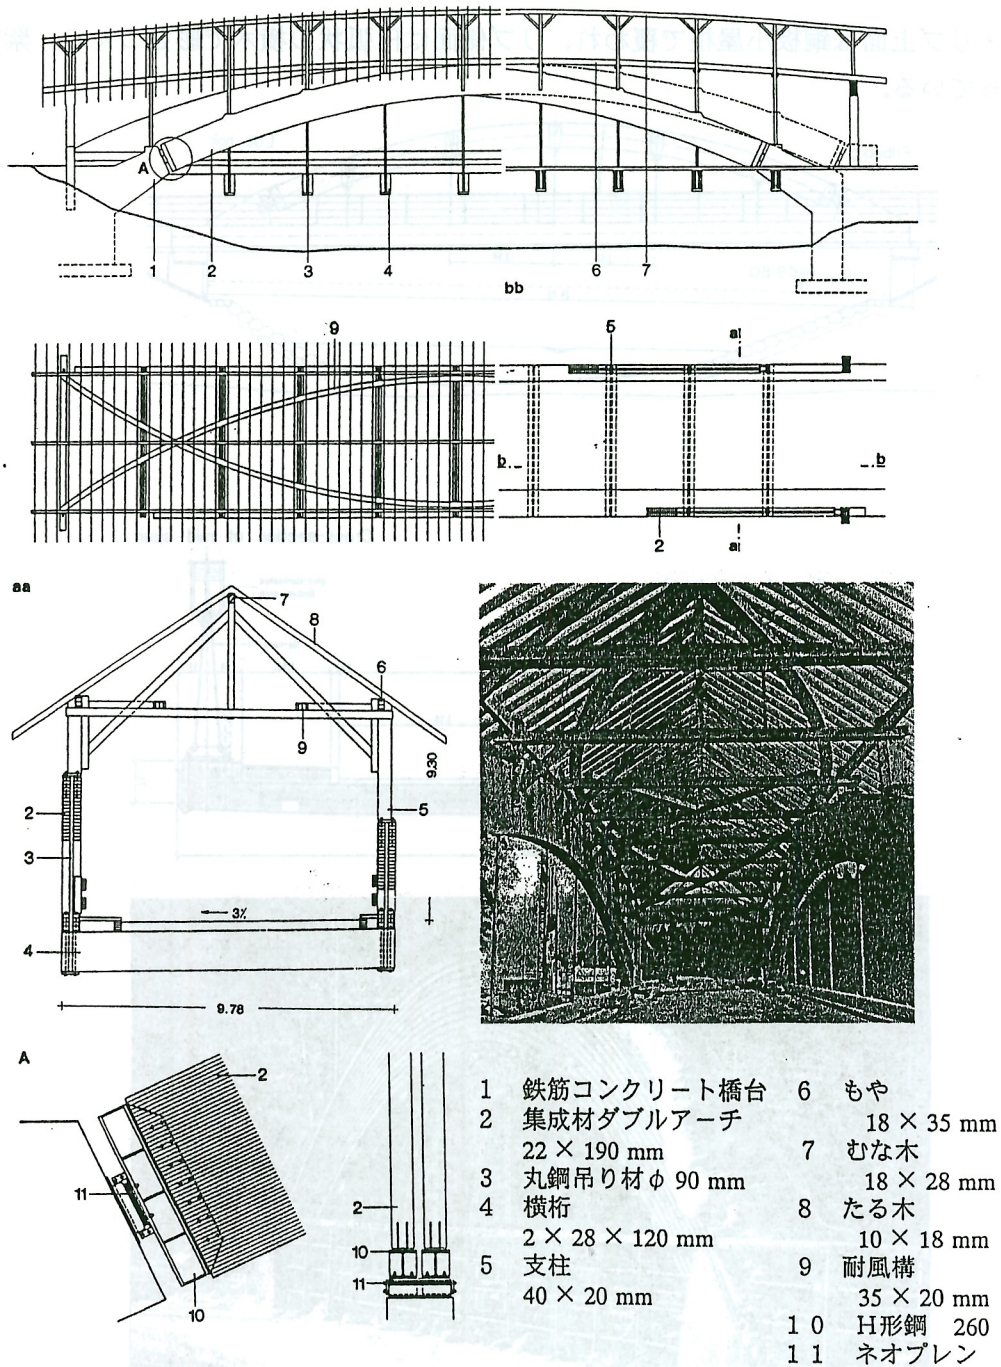 A
1
2
3
4
6
7
bb
9
5
a
b
b
2
a
aa
7
8
6
9
9.30
2
5
3
3%
4
9.78
A
2
11
10
2
10
11
1 鉄筋コンクリート橋台
2 集成材ダブルアーチ
22 × 190 mm
3 丸鋼吊り材φ 90 mm
4 横桁
2 × 28 × 120 mm
5 支柱
40 × 20 mm
6 もや
18 × 35 mm
7 むな木
18 × 28 mm
8 たる木
10 × 18 mm
9 耐風構
35 × 20 mm
10 H形鋼 260
11 ネオプレン